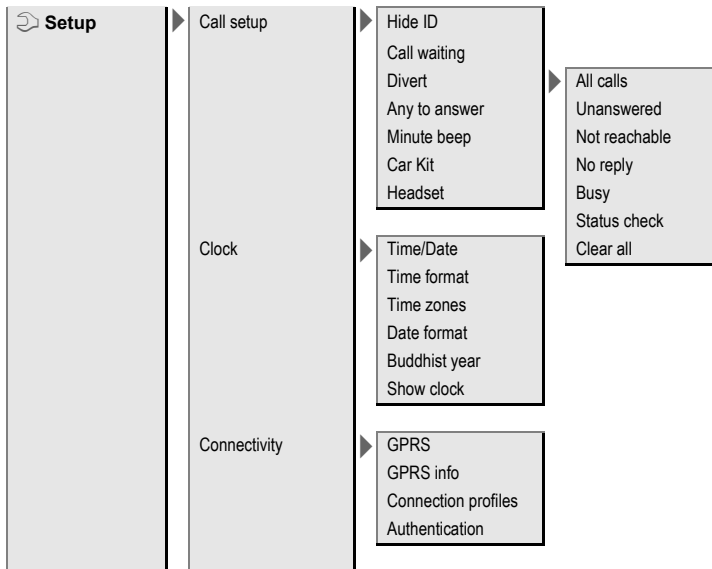 Setup
Call setup
Hide ID
Call waiting
Divert
Any to answer
Minute beep
Car Kit
Headset
All calls
Unanswered
Not reachable
No reply
Busy
Status check
Clear all
Clock
Time/Date
Time format
Time zones
Date format
Buddhist year
Show clock
Connectivity
GPRS
GPRS info
Connection profiles
Authentication